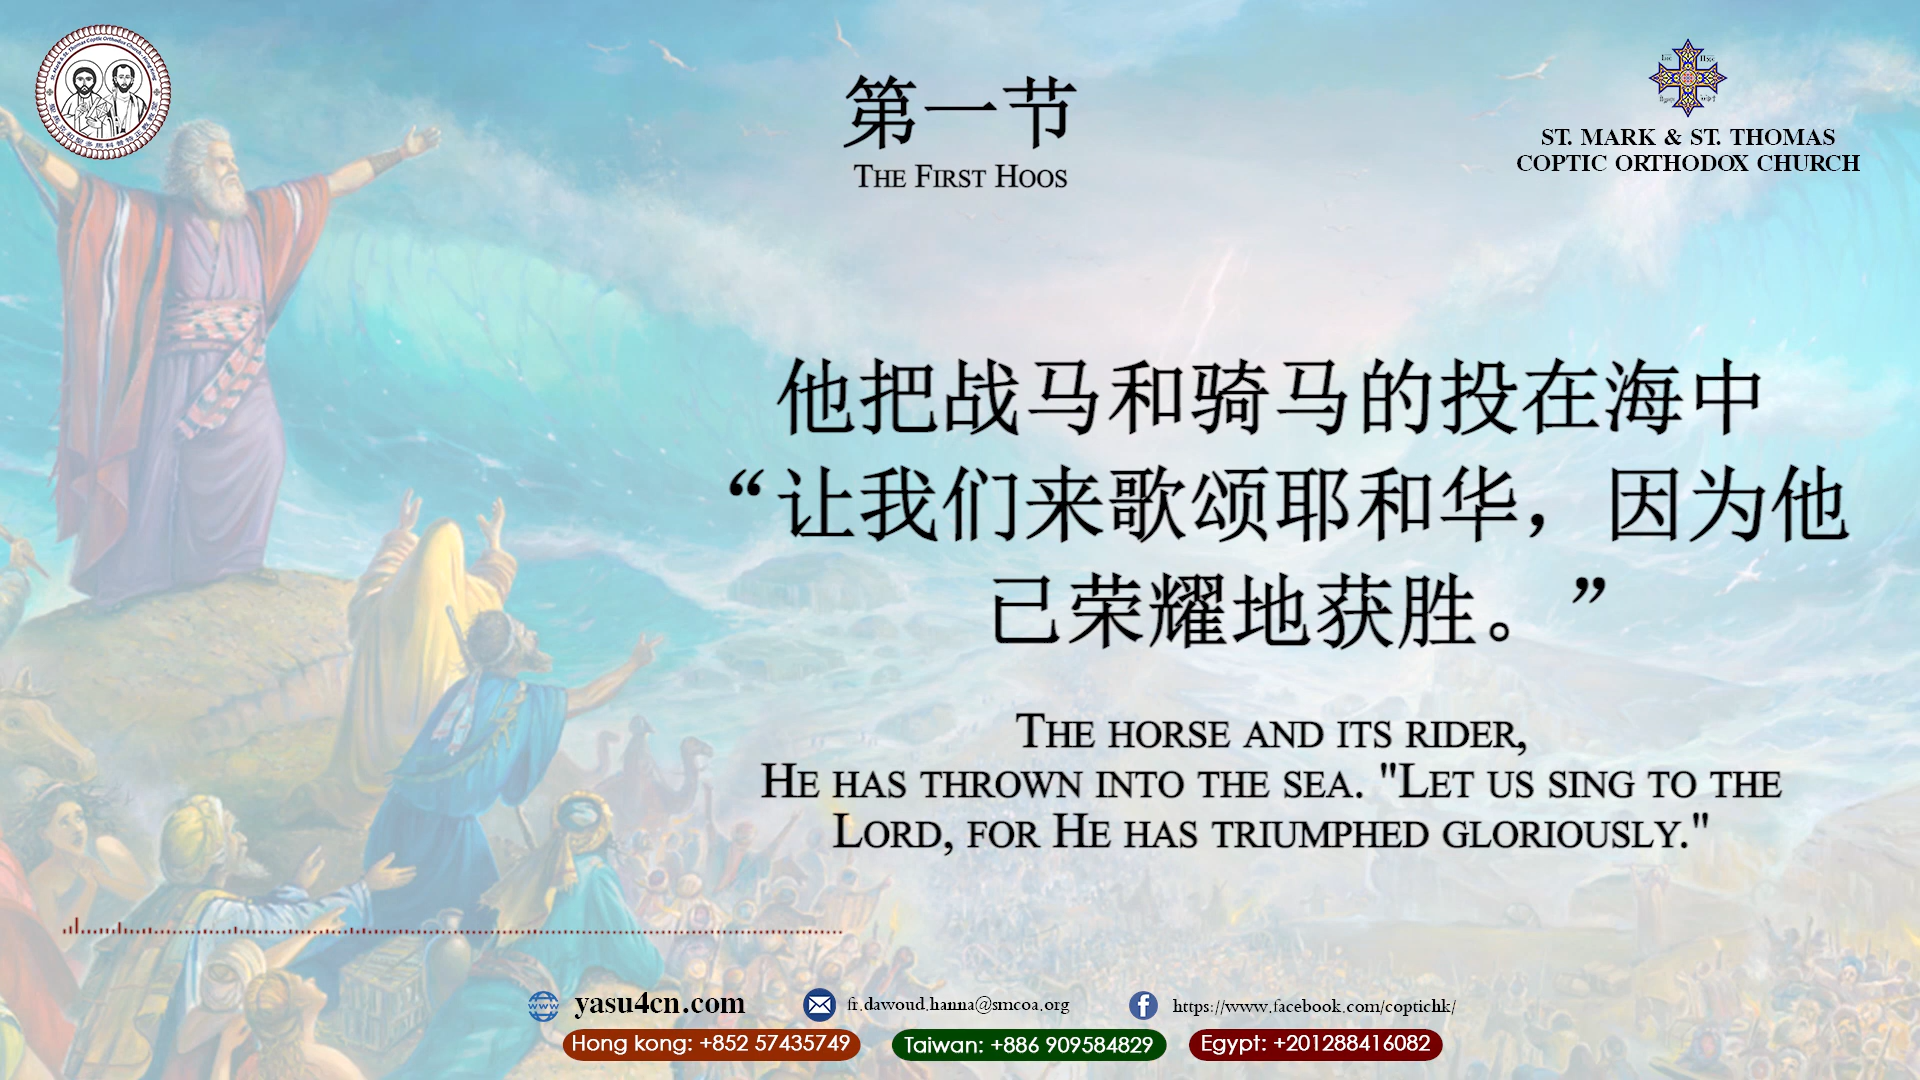 第一节
THE FIRST HOOS
ST. MARK & ST. THOMAS
COPTIC ORTHODOX CHURCH
他把战马和骑马的投在海中
“让我们来歌颂耶和华，因为他
已荣耀地获胜。”
THE HORSE AND ITS RIDER,
HE HAS THROWN INTO THE SEA. "LET US SING TO THE
LORD, FOR HE HAS TRIUMPHED GLORIOUSLY."
yasu4cn.com
fr.dawoud.hanna@smcoa.org
https://www.facebook.com/coptichk/
Hong kong: +852 57435749
Taiwan: +886 909584829
Egypt: +201288416082